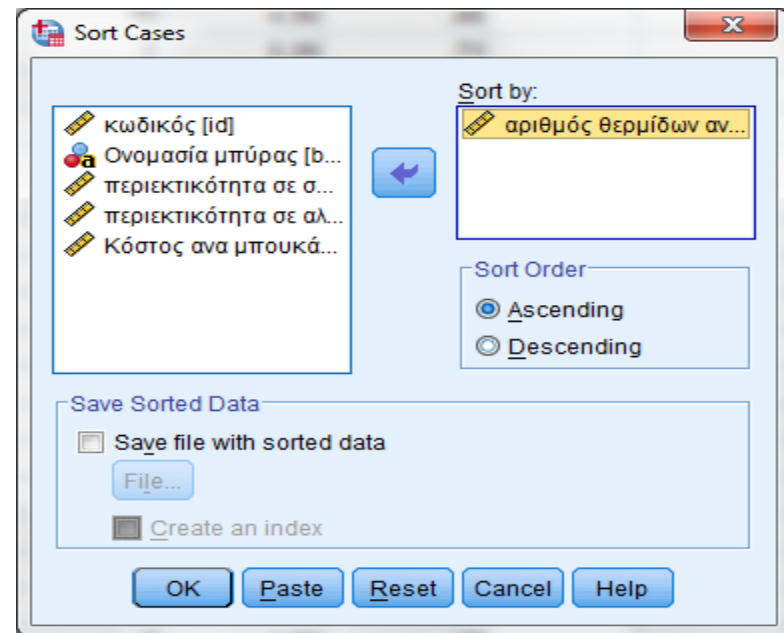 Sort Cases
κωδικός [id]
Ονομασία μπύρας [b...
περιεκτικότητα σε σ...
περιεκτικότητα σε αλ...
Κόστος ανα μπουκά...
Sort by:
αριθμός θερμίδων αν...
Sort Order
Ascending
Descending
Save Sorted Data
Save file with sorted data
File...
Create an index
OK Paste Reset Cancel Help